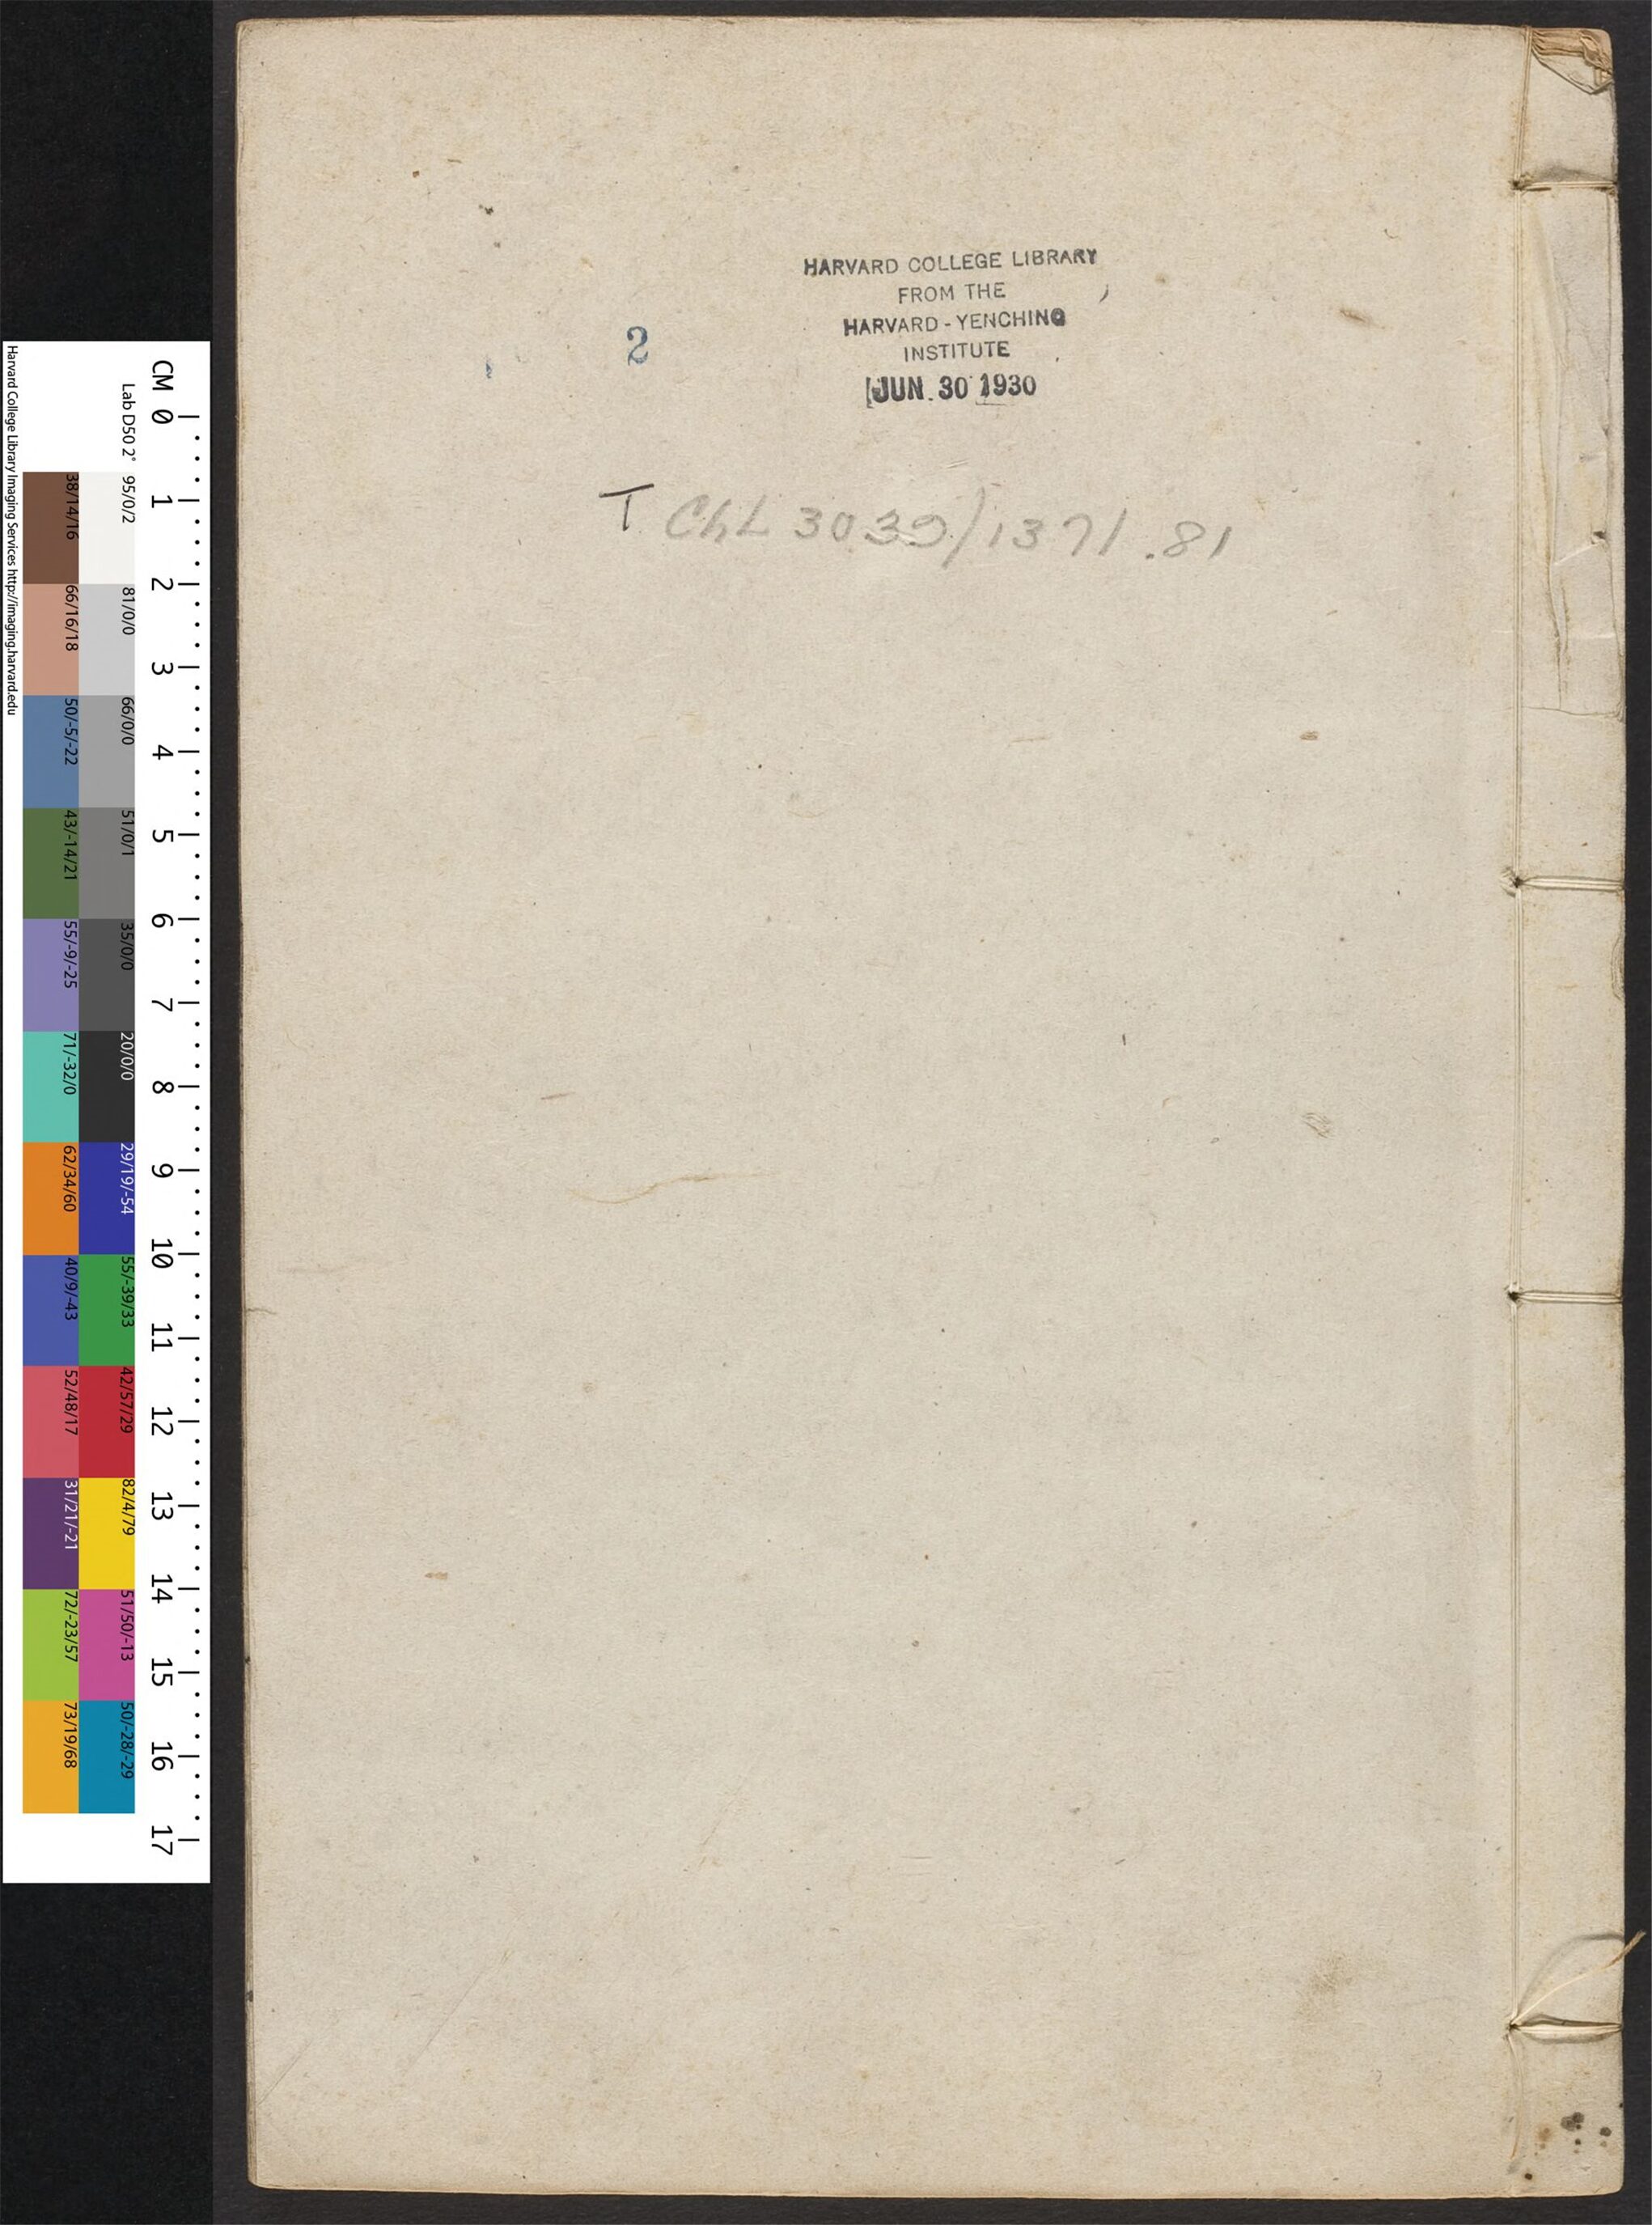 HARVARD COLLEGE LIBRARY
FROM THE
HARVARD-YENCHING
INSTITUTE
JUN. 30 1930
2
T ChL 3039/1371.81
Harvard College Library Imaging Services http://imaging.harvard.edu
CM 0 1 2 3 4 5 6 7 8 9 10 11 12 13 14 15 16 17
Lab D50 2° 95/0/2 81/0/0 66/0/0 51/0/1 35/0/0 20/0/0 29/19/-54 55/-39/33 42/57/29 82/4/79 51/50/-13 50/-28/-29
38/14/16 66/16/18 50/-5/-22 43/-14/21 55/-9/-25 71/-32/0 62/34/60 40/9/-43 52/48/17 31/21/-21 72/-23/57 73/19/68